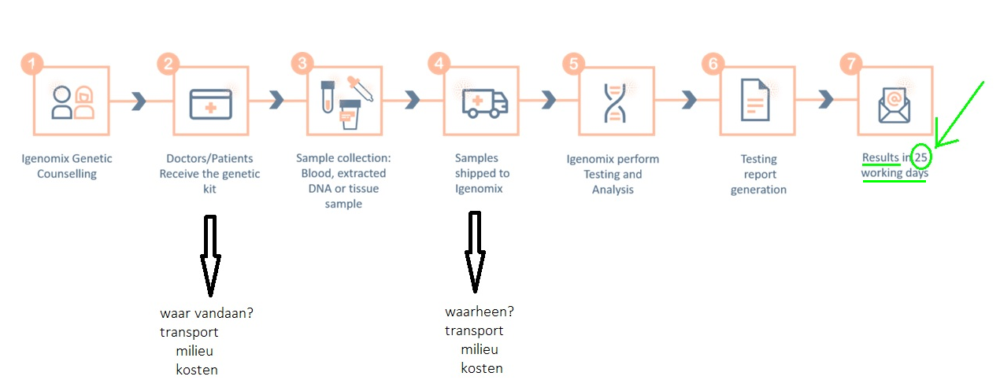 1
Igenomix Genetic
Counselling
2
Doctors/Patients
Receive the genetic
kit
3
Sample collection:
Blood, extracted
DNA or tissue
sample
4
Samples
shipped to
Igenomix
5
Igenomix perform
Testing and
Analysis
6
Testing
report
generation
7
@
Results in 25
working days
waar vandaan?
transport
milieu
kosten
waarheen?
transport
milieu
kosten